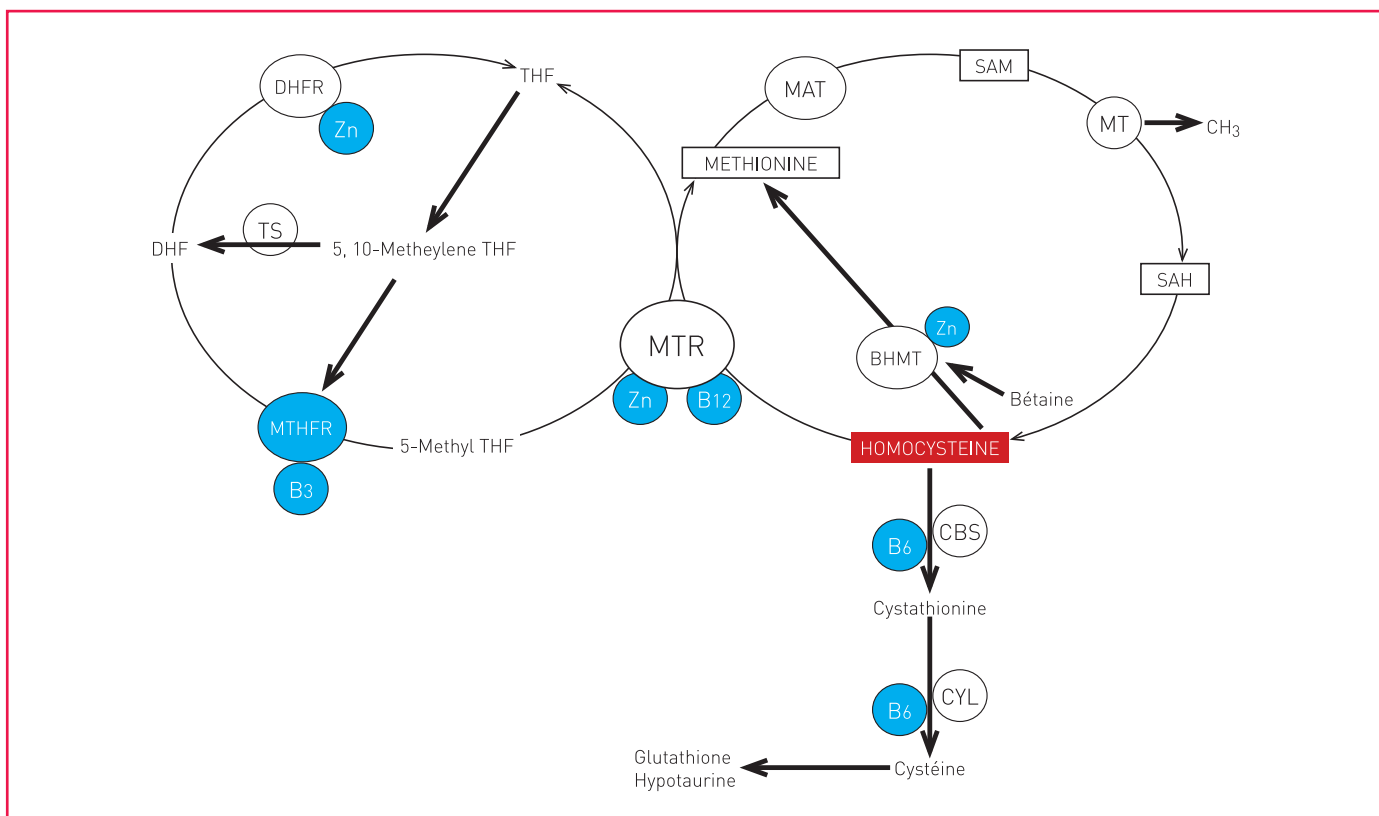 DHFR
Zn
THF
TS
DHF
5, 10-Metheylene THF
MTHFR
B3
5-Methyl THF
MTR
Zn
B12
MAT
SAM
MT
CH3
METHIONINE
SAH
Zn
BHMT
Bétaine
HOMOCYSTEINE
B6
CBS
Cystathionine
B6
CYL
Cystéine
Glutathione
Hypotaurine